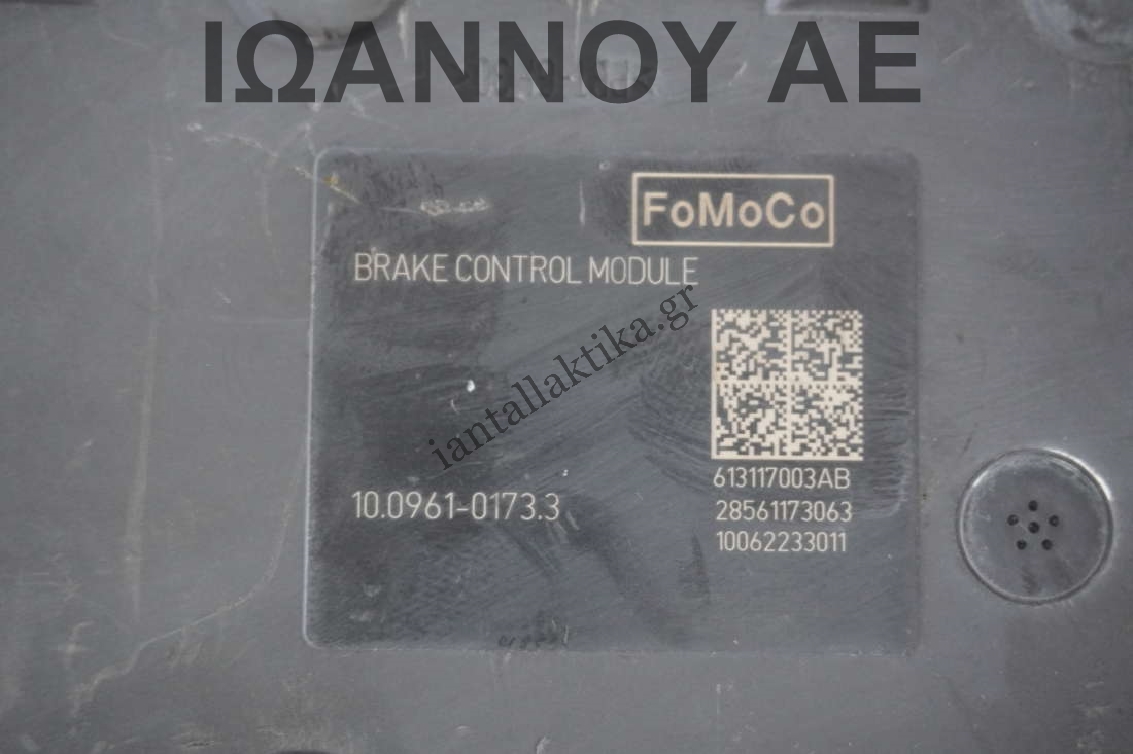 ΙΩΑΝΝΟΥ ΑΕ
FoMoCo
BRAKE CONTROL MODULE
iantallaktika.gr
613117003AB
10.0961-0173.3
28561173063
10062233011